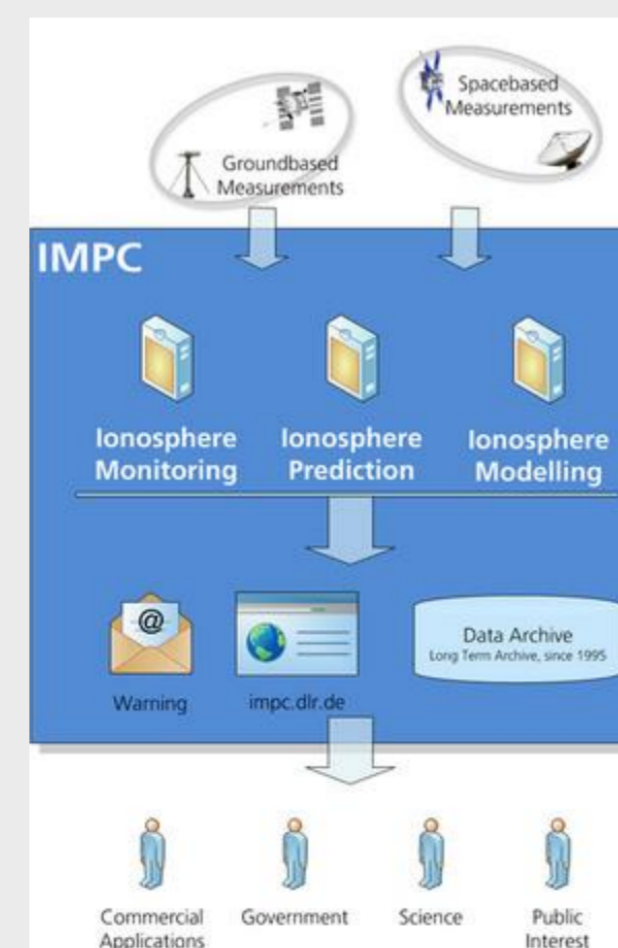 Groundbased
Measurements
Spacebased
Measurements
IMPC
Ionosphere
Monitoring
Ionosphere
Prediction
Ionosphere
Modelling
@
Warning
impc.dlr.de
Data Archive
Long Term Archive, since 1995
Commercial
Applications
Government
Science
Public
Interest